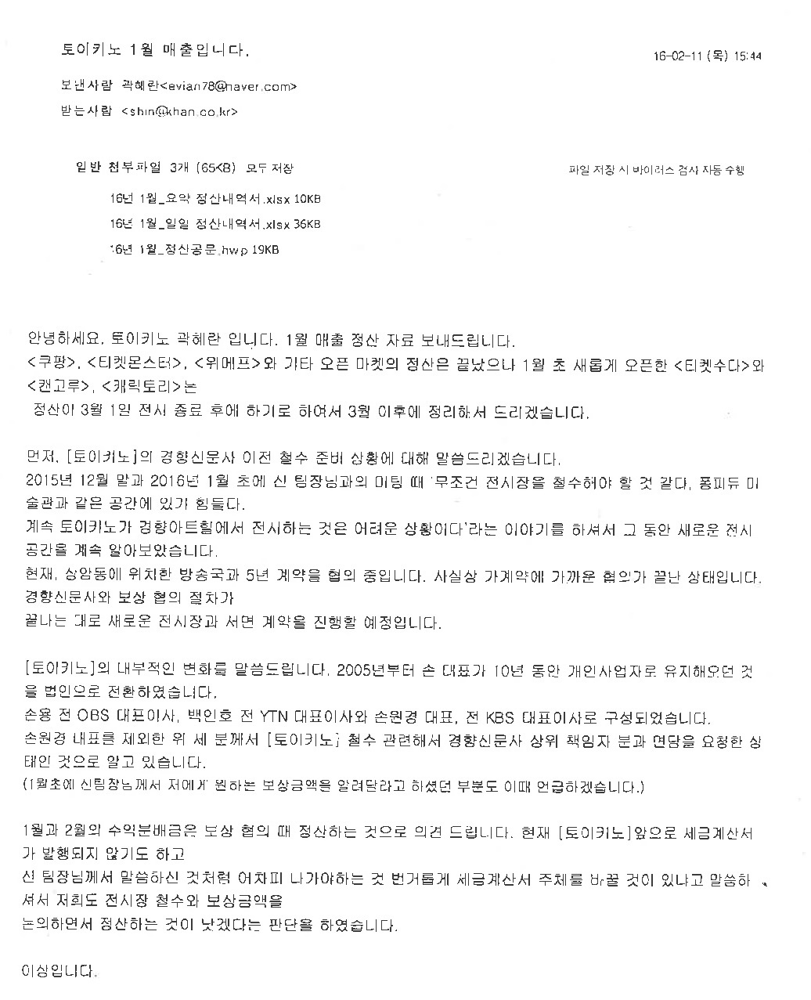 토이키노 1월 매출입니다.
16-02-11 (목) 15:44
보낸사람 곽혜란<evian78@naver.com>
받는사람 <shin@khan.co.kr>
일반 첨부파일 3개 (65KB) 모두 저장
파일 저장 시 바이러스 검사 자동 수행
16년 1월_요약 정산내역서.xlsx 10KB
16년 1월_일일 정산내역서.xlsx 36KB
16년 1월_정산공문.hwp 19KB
안녕하세요. 토이키노 곽혜란 입니다. 1월 매출 정산 자료 보내드립니다.
<쿠팡>, <티켓몬스터>, <위메프>와 기타 오픈 마켓의 정산은 끝났으나 1월 초 새롭게 오픈한 <티켓수다>와
<캔고루>, <캐릭토리>는
정산이 3월 1일 전시 종료 후에 하기로 하여서 3월 이후에 정리해서 드리겠습니다.
먼저, [토이키노]의 경향신문사 이전 철수 준비 상황에 대해 말씀드리겠습니다.
2015년 12월 말과 2016년 1월 초에 신 팀장님과의 미팅 때 '무조건 전시장을 철수해야 할 것 같다, 퐁피듀 미
술관과 같은 공간에 있기 힘들다.
계속 토이키노가 경향아트힐에서 전시하는 것은 어려운 상황이다'라는 이야기를 하셔서 그 동안 새로운 전시
공간을 계속 알아보았습니다.
현재, 상암동에 위치한 방송국과 5년 계약을 협의 중입니다. 사실상 가계약에 가까운 협의가 끝난 상태입니다.
경향신문사와 보상 협의 절차가
끝나는 대로 새로운 전시장과 서면 계약을 진행할 예정입니다.
[토이키노]의 내부적인 변화를 말씀드립니다. 2005년부터 손 대표가 10년 동안 개인사업자로 유지해오던 것
을 법인으로 전환하였습니다.
손용 전 OBS 대표이사, 백인호 전 YTN 대표이사와 손원경 대표, 전 KBS 대표이사로 구성되었습니다.
손원경 대표를 제외한 위 세 분께서 [토이키노] 철수 관련해서 경향신문사 상위 책임자 분과 면담을 요청한 상
태인 것으로 알고 있습니다.
(1월초에 신팀장님께서 저에게 원하는 보상금액을 알려달라고 하셨던 부분도 이때 언급하겠습니다.)
1월과 2월의 수익분배금은 보상 협의 때 정산하는 것으로 의견 드립니다. 현재 [토이키노]앞으로 세금계산서
가 발행되지 않기도 하고
신 팀장님께서 말씀하신 것처럼 어차피 나가야하는 것 번거롭게 세금계산서 주체를 바꿀 것이 있냐고 말씀하
셔서 저희도 전시장 철수와 보상금액을
논의하면서 정산하는 것이 낫겠다는 판단을 하였습니다.
이상입니다.